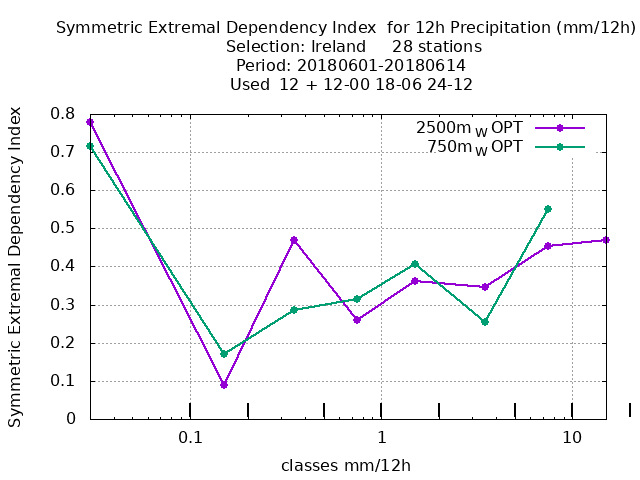 Symmetric Extremal Dependency Index  for 12h Precipitation (mm/12h)
Selection: Ireland     28 stations
Period: 20180601-20180614
Used  12 + 12-00 18-06 24-12
Symmetric Extremal Dependency Index
2500m W OPT
750m W OPT
0.8
0.7
0.6
0.5
0.4
0.3
0.2
0.1
0
0.1 1 10
classes mm/12h